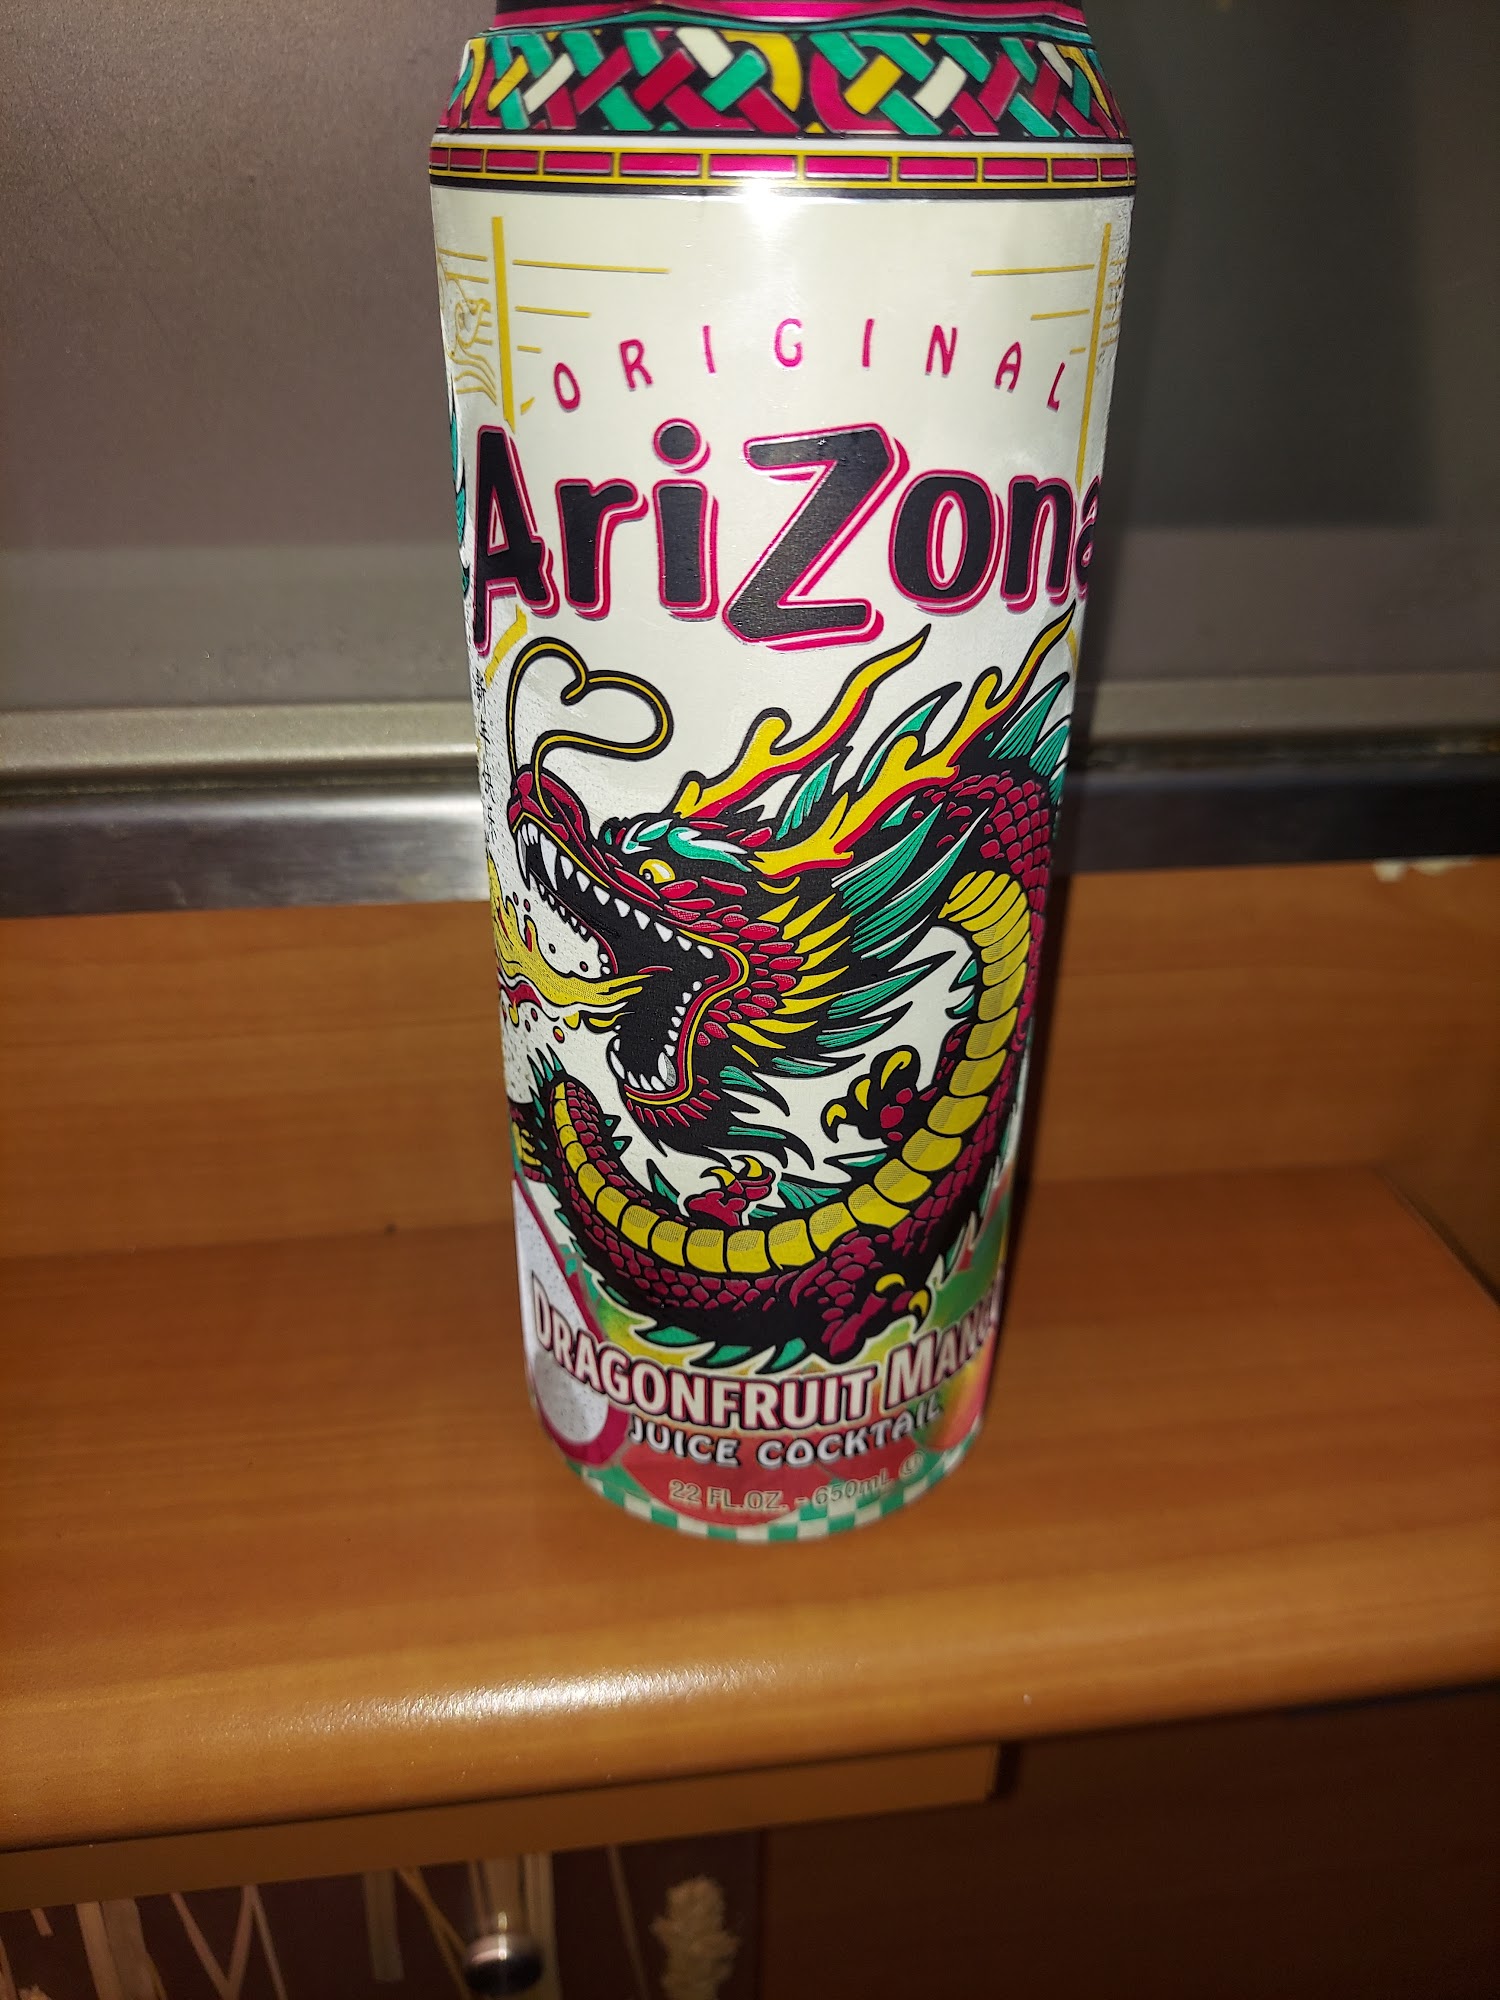 ORIGINAL
AriZona
DRAGONFRUIT MANGO
JUICE COCKTAIL
22 FL.OZ. - 650mL